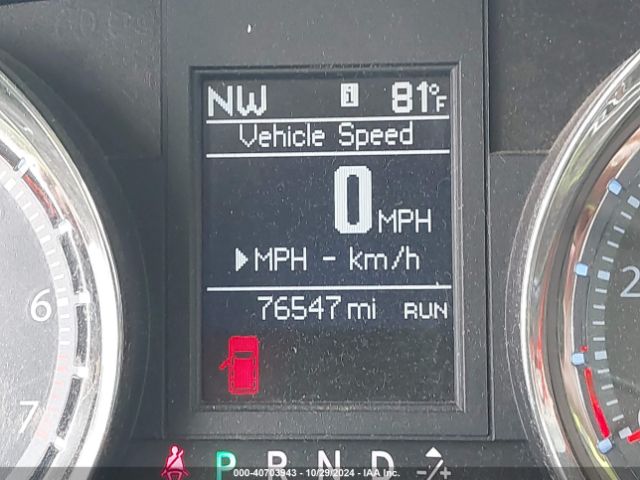 NW i 81°F
Vehicle Speed
0 MPH
▶MPH - km/h
76547 mi RUN
6
7
2
P R N D -/+
000-40703943 - 10/29/2024 - IAA Inc.